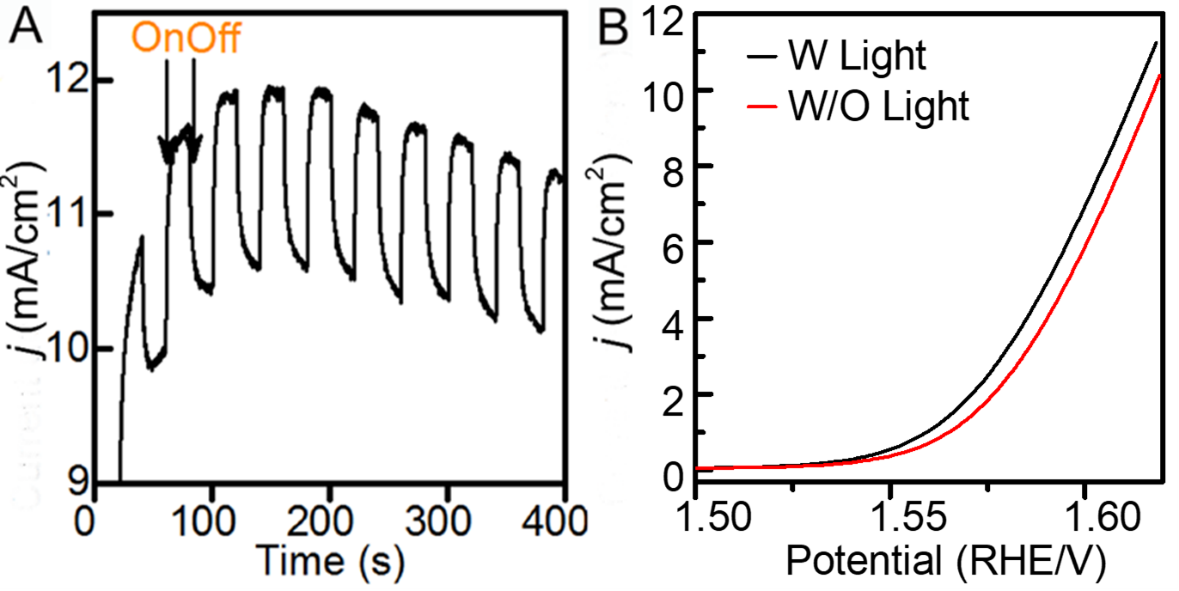 A
OnOff
12
11
10
9
j (mA/cm²)
0 100 200 300 400
Time (s)
B
W Light
W/O Light
12
10
8
6
4
2
0
j (mA/cm²)
1.50 1.55 1.60
Potential (RHE/V)